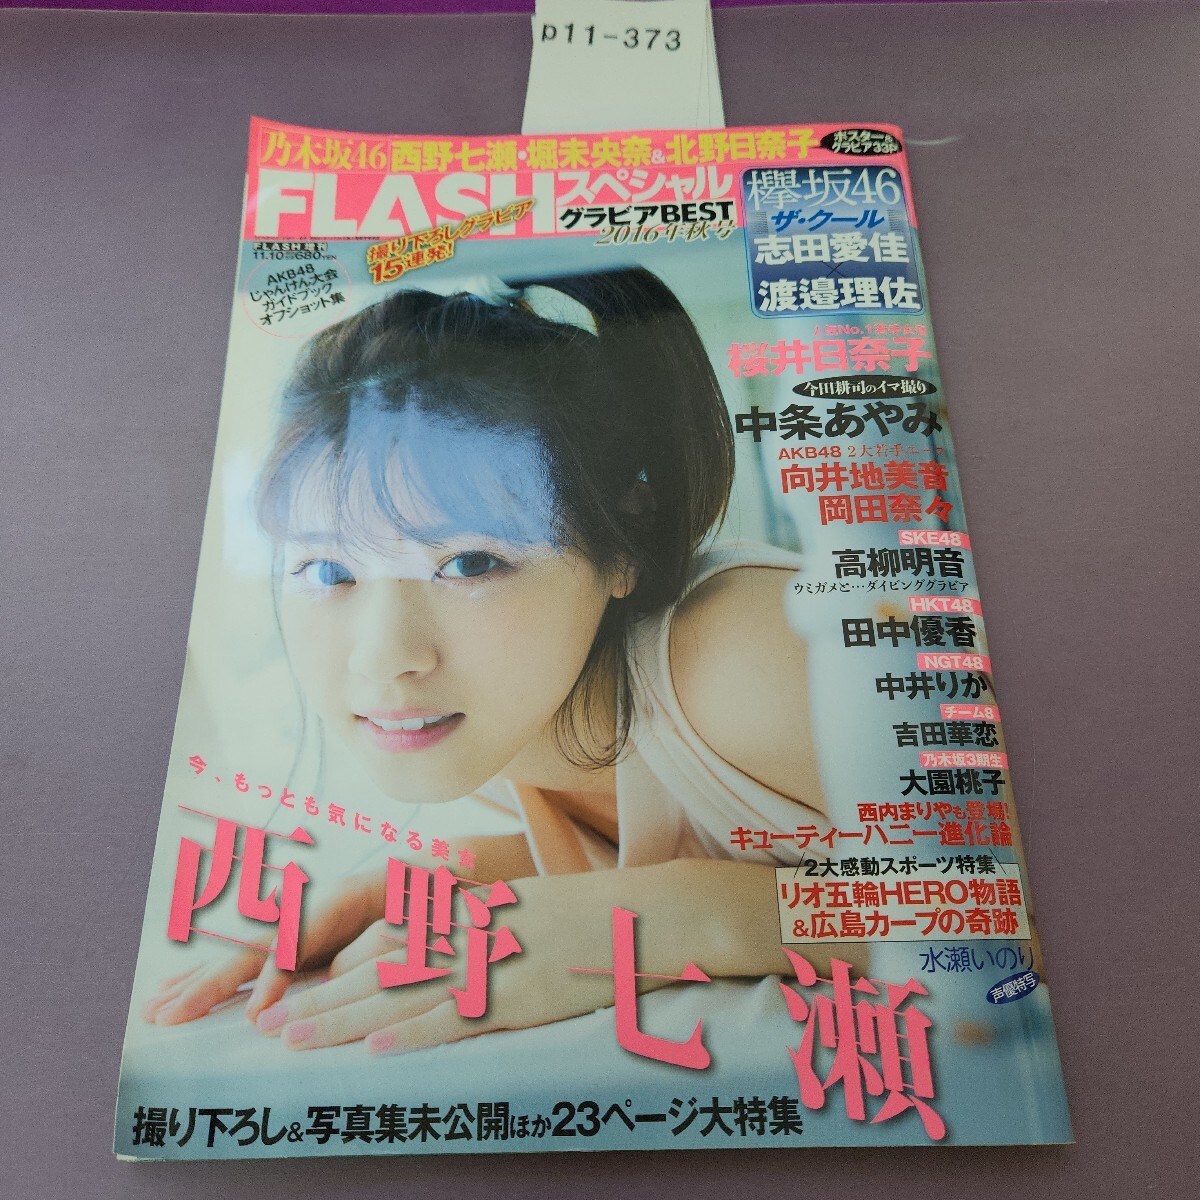 p11-373
乃木坂46 西野七瀬・堀未央奈&北野日奈子
ポスター&
グラビア33P
FLASHスペシャル
グラビアBEST
2016年秋号
撮り下ろしグラビア
15連発!
FLASH 増刊
11.10 680YEN
AKB48
じゃんけん大会
ガイドブック
オフショット集
欅坂46
ザ・クール
志田愛佳
×
渡邉理佐
桜井日奈子
今田耕司のイマ撮り
中条あやみ
AKB48 2大若手エース
向井地美音
岡田奈々
SKE48
高柳明音
ウミガメと…ダイビンググラビア
HKT48
田中優香
NGT48
中井りか
チーム8
吉田華恋
乃木坂3期生
大園桃子
西内まりやも登場!
キューティーハニー進化論
2大感動スポーツ特集
リオ五輪HERO物語
&広島カープの奇跡
水瀬いのり
声優特写
今、もっとも気になる美女
西野七瀬
撮り下ろし&写真集未公開ほか23ページ大特集